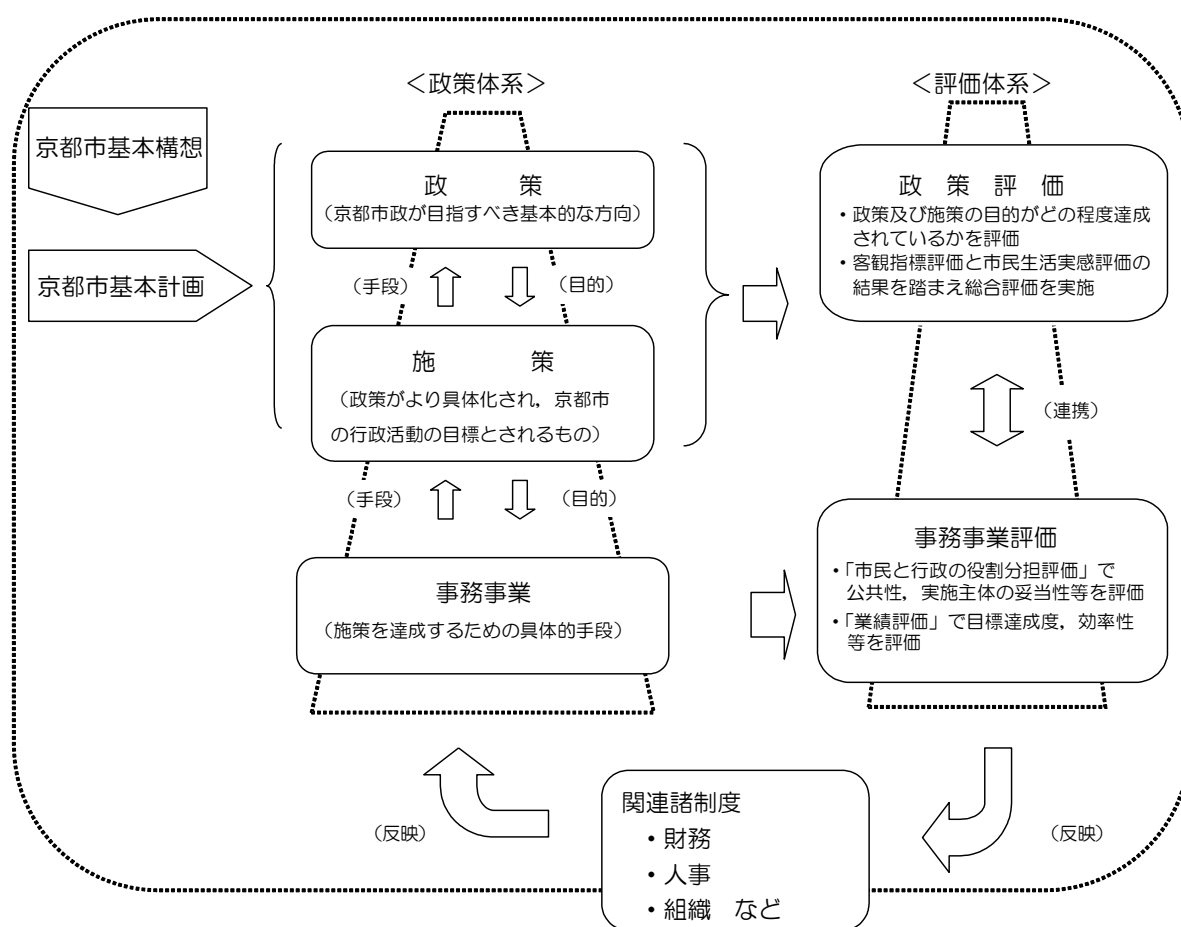 ＜政策体系＞
＜評価体系＞
京都市基本構想
京都市基本計画
政　　　策
（京都市政が目指すべき基本的な方向）
（手段）
（目的）
施　　　策
（政策がより具体化され，京都市
の行政活動の目標とされるもの）
（手段）
（目的）
事務事業
（施策を達成するための具体的手段）
政　策　評　価
・政策及び施策の目的がどの程度達成
されているかを評価
・客観指標評価と市民生活実感評価の
結果を踏まえ総合評価を実施
（連携）
事務事業評価
・「市民と行政の役割分担評価」で
公共性，実施主体の妥当性等を評価
・「業績評価」で目標達成度，効率性
等を評価
（反映）
関連諸制度
・財務
・人事
・組織　など
（反映）